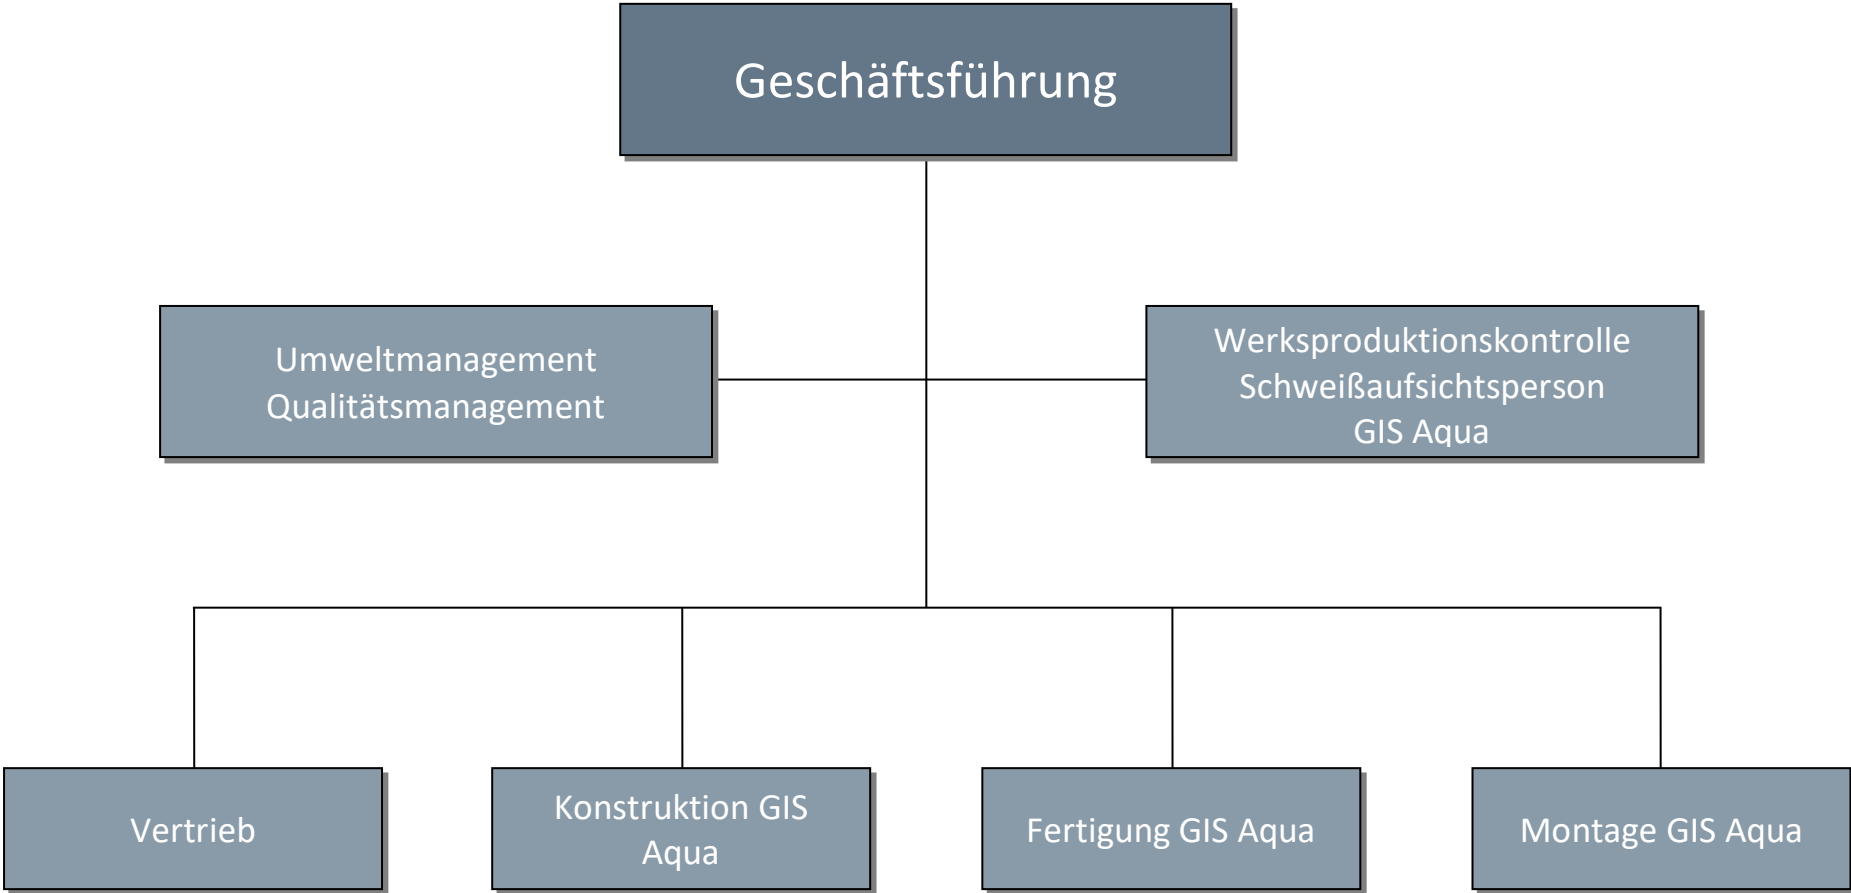 Geschäftsführung
Umweltmanagement
Qualitätsmanagement
Werksproduktionskontrolle
Schweißaufsichtsperson
GIS Aqua
Vertrieb
Konstruktion GIS
Aqua
Fertigung GIS Aqua
Montage GIS Aqua